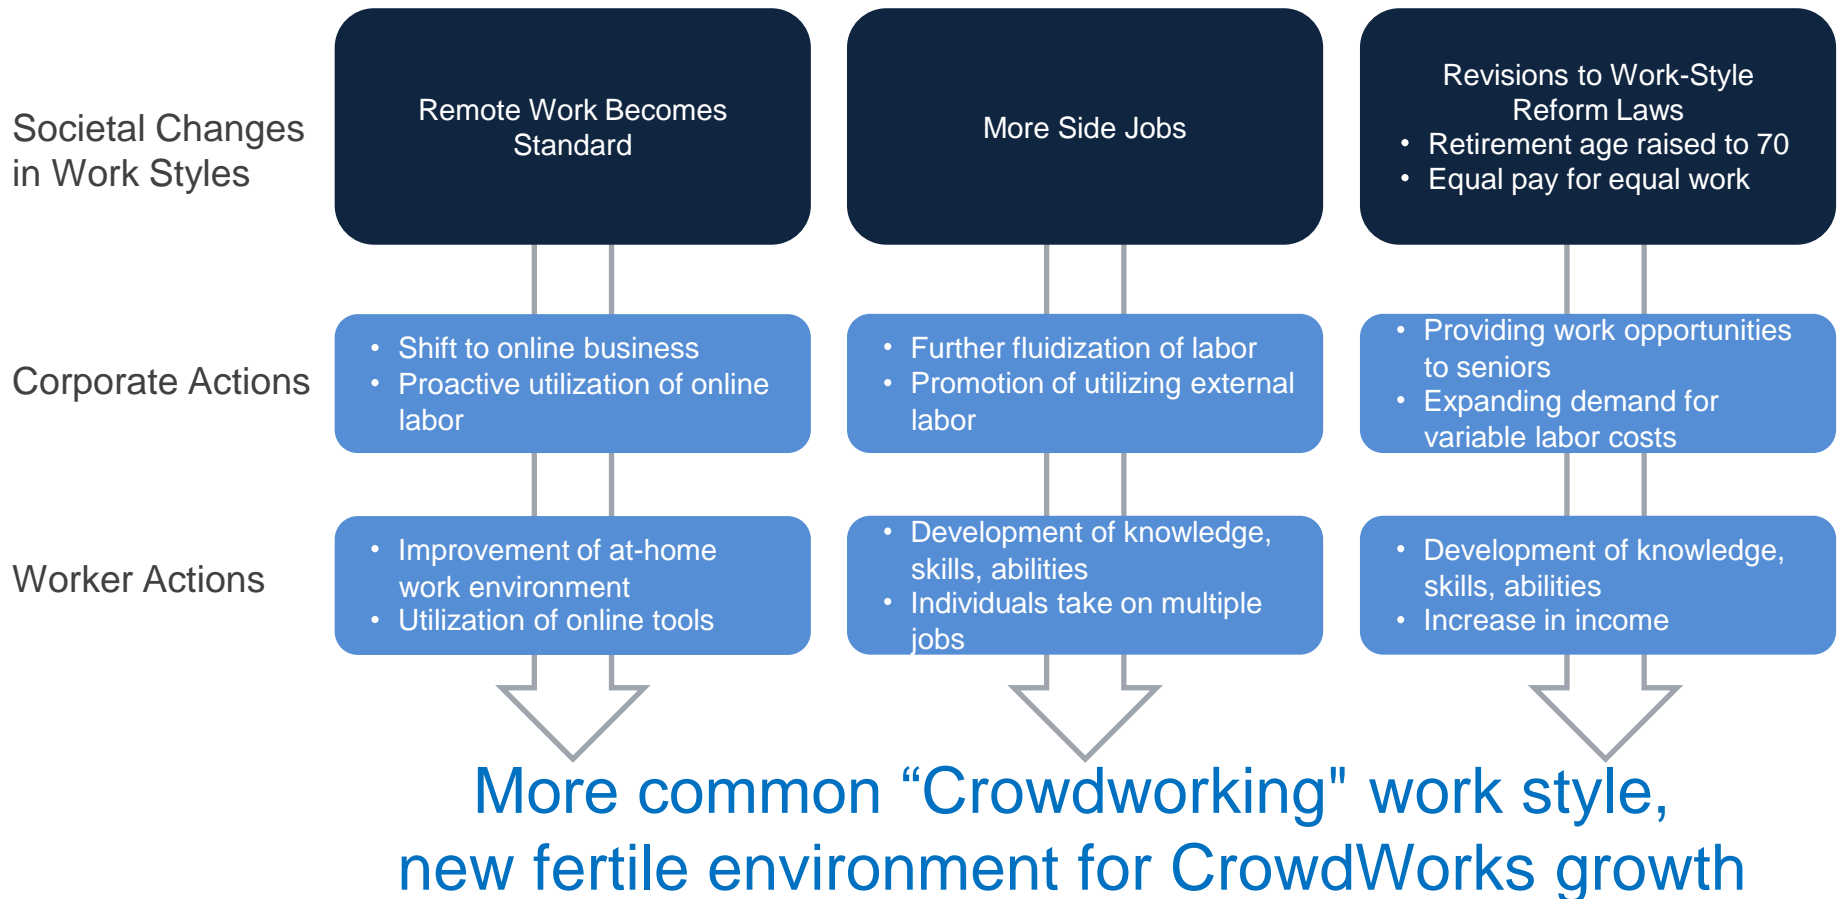 Societal Changes
in Work Styles
Remote Work Becomes
Standard
More Side Jobs
Revisions to Work-Style
Reform Laws
• Retirement age raised to 70
• Equal pay for equal work
Corporate Actions
• Shift to online business
• Proactive utilization of online
labor
• Further fluidization of labor
• Promotion of utilizing external
labor
• Providing work opportunities
to seniors
• Expanding demand for
variable labor costs
Worker Actions
• Improvement of at-home
work environment
• Utilization of online tools
• Development of knowledge,
skills, abilities
• Individuals take on multiple
jobs
• Development of knowledge,
skills, abilities
• Increase in income
More common “Crowdworking" work style,
new fertile environment for CrowdWorks growth